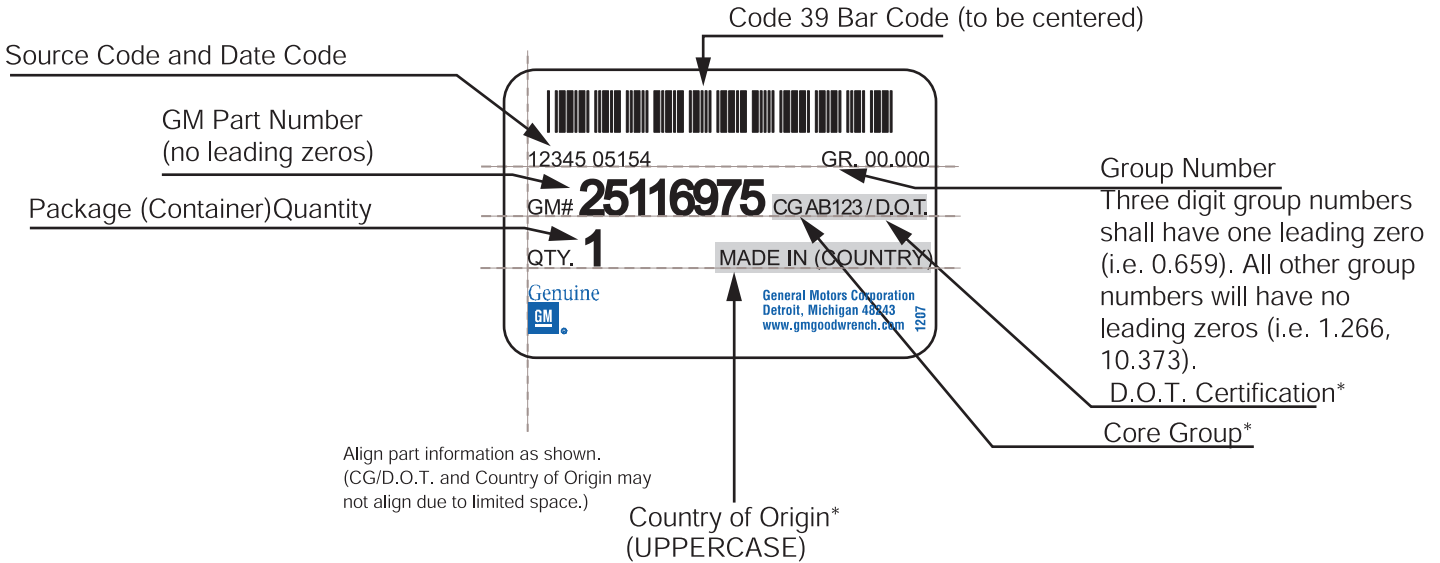 Code 39 Bar Code (to be centered)
Source Code and Date Code
GM Part Number
(no leading zeros)
Package (Container)Quantity
12345 05154
GR. 00.000
GM# 25116975 CG AB123 / D.O.T.
QTY. 1
MADE IN (COUNTRY)
Genuine
GM
General Motors Corporation
Detroit, Michigan 48243
www.gmgoodwrench.com
1207
Group Number
Three digit group numbers
shall have one leading zero
(i.e. 0.659). All other group
numbers will have no
leading zeros (i.e. 1.266,
10.373).
D.O.T. Certification*
Core Group*
Align part information as shown.
(CG/D.O.T. and Country of Origin may
not align due to limited space.)
Country of Origin*
(UPPERCASE)